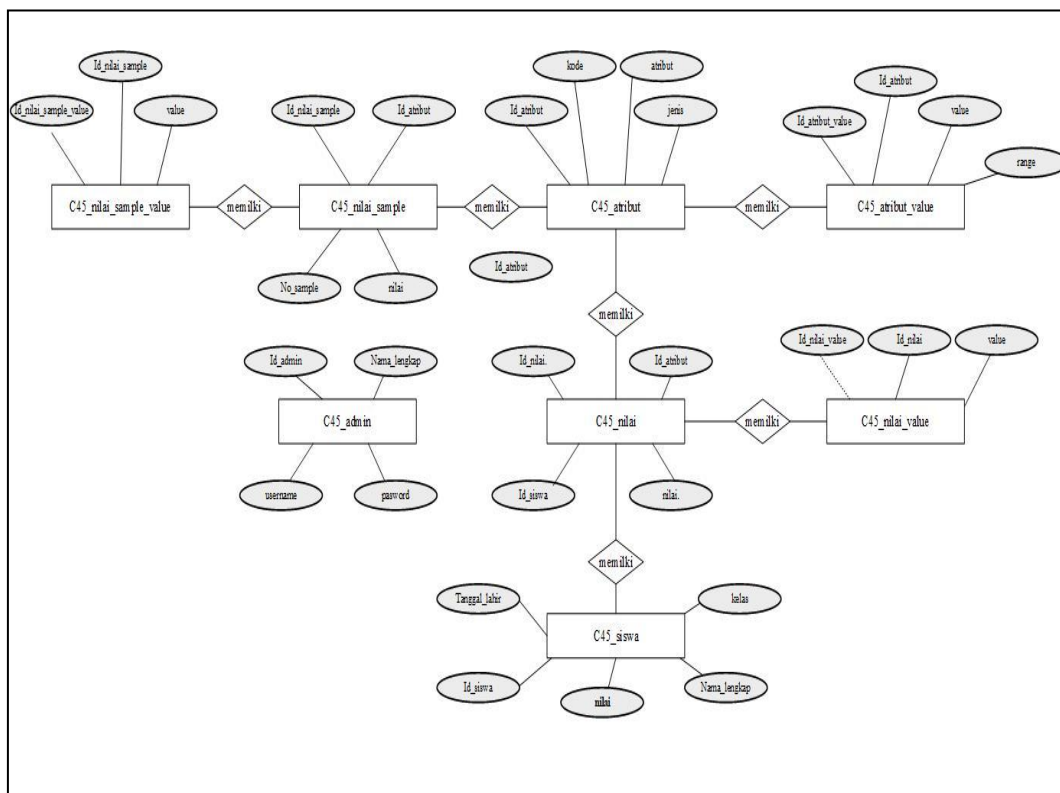 Id_nilai_sample
Id_nilai_sample_value
value
Id_nilai_sample
Id_atribut
kode
atribut
Id_atribut
jenis
Id_atribut
Id_atribut_value
value
range
C45_nilai_sample_value
memilki
C45_nilai_sample
memilki
C45_atribut
memilki
C45_atribut_value
No_sample
nilai
Id_atribut
memilki
Id_admin
Nama_lengkap
Id_nilai.
Id_atribut
Id_nilai_value
Id_nilai
value
C45_admin
C45_nilai
memilki
C45_nilai_value
username
pasword
Id_siswa
nilai.
memilki
Tanggal_lahir
kelas
C45_siswa
Id_siswa
nilai
Nama_lengkap